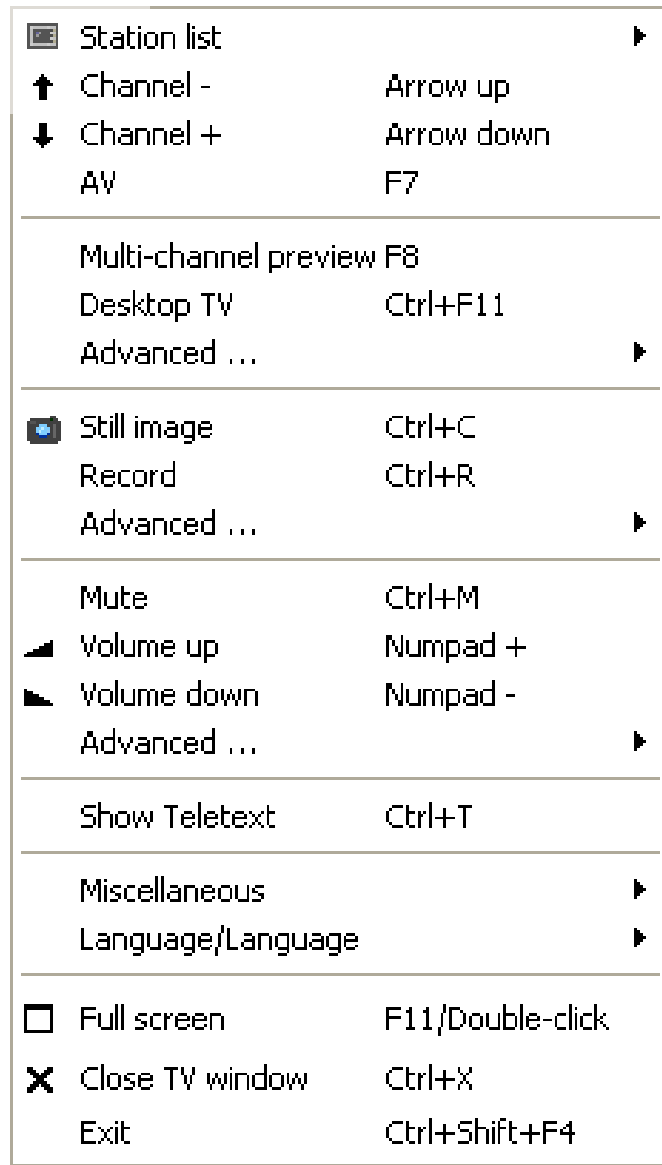 Station list
Channel - Arrow up
Channel + Arrow down
AV F7
Multi-channel preview F8
Desktop TV Ctrl+F11
Advanced ...
Still image Ctrl+C
Record Ctrl+R
Advanced ...
Mute Ctrl+M
Volume up Numpad +
Volume down Numpad -
Advanced ...
Show Teletext Ctrl+T
Miscellaneous
Language/Language
Full screen F11/Double-click
Close TV window Ctrl+X
Exit Ctrl+Shift+F4